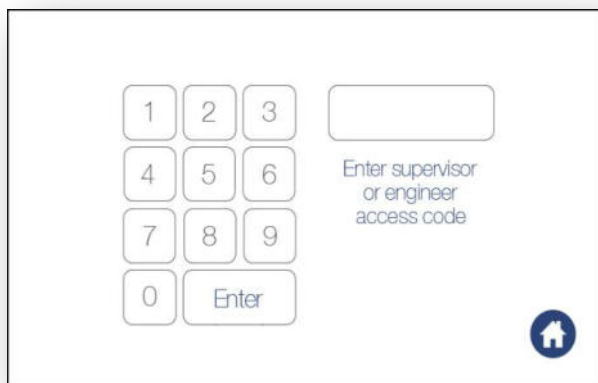 1 2 3
4 5 6
7 8 9
0 Enter
Enter supervisor
or engineer
access code